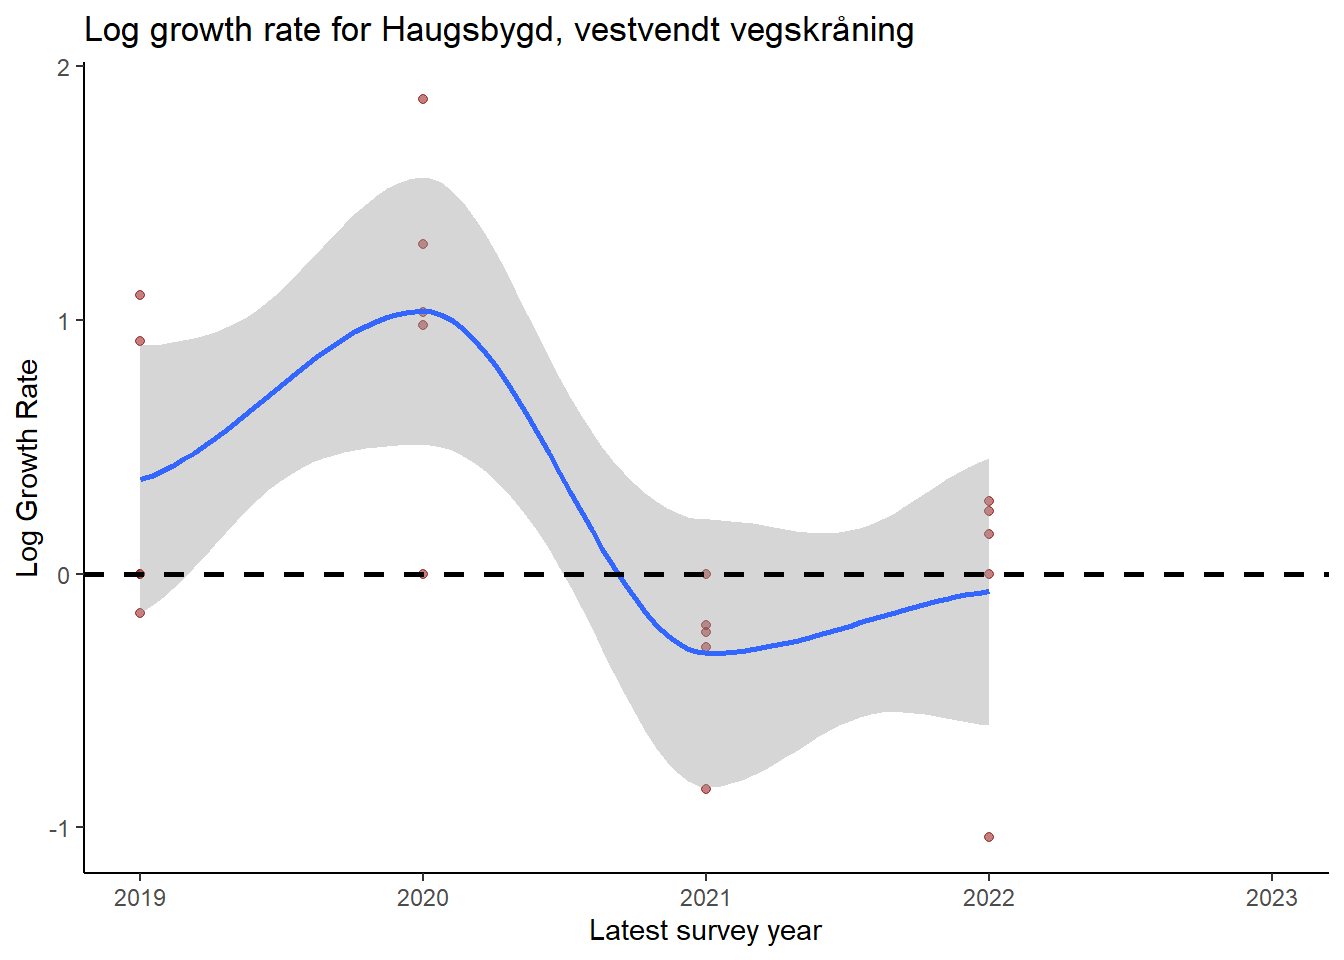 Log growth rate for Haugsbygd, vestvendt vegskråning
Log Growth Rate
2
1
0
-1
2019 2020 2021 2022 2023
Latest survey year